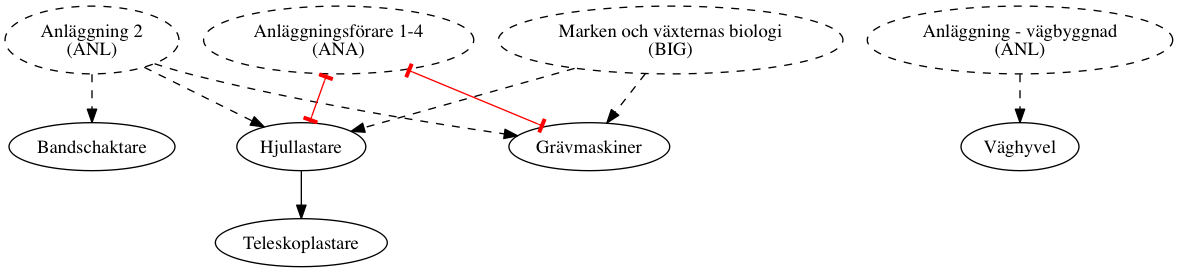 Anläggning 2
(ANL)
Anläggningsförare 1-4
(ANA)
Marken och växternas biologi
(BIG)
Anläggning - vägbyggnad
(ANL)
Bandschaktare
Hjullastare
Grävmaskiner
Väghyvel
Teleskoplastare